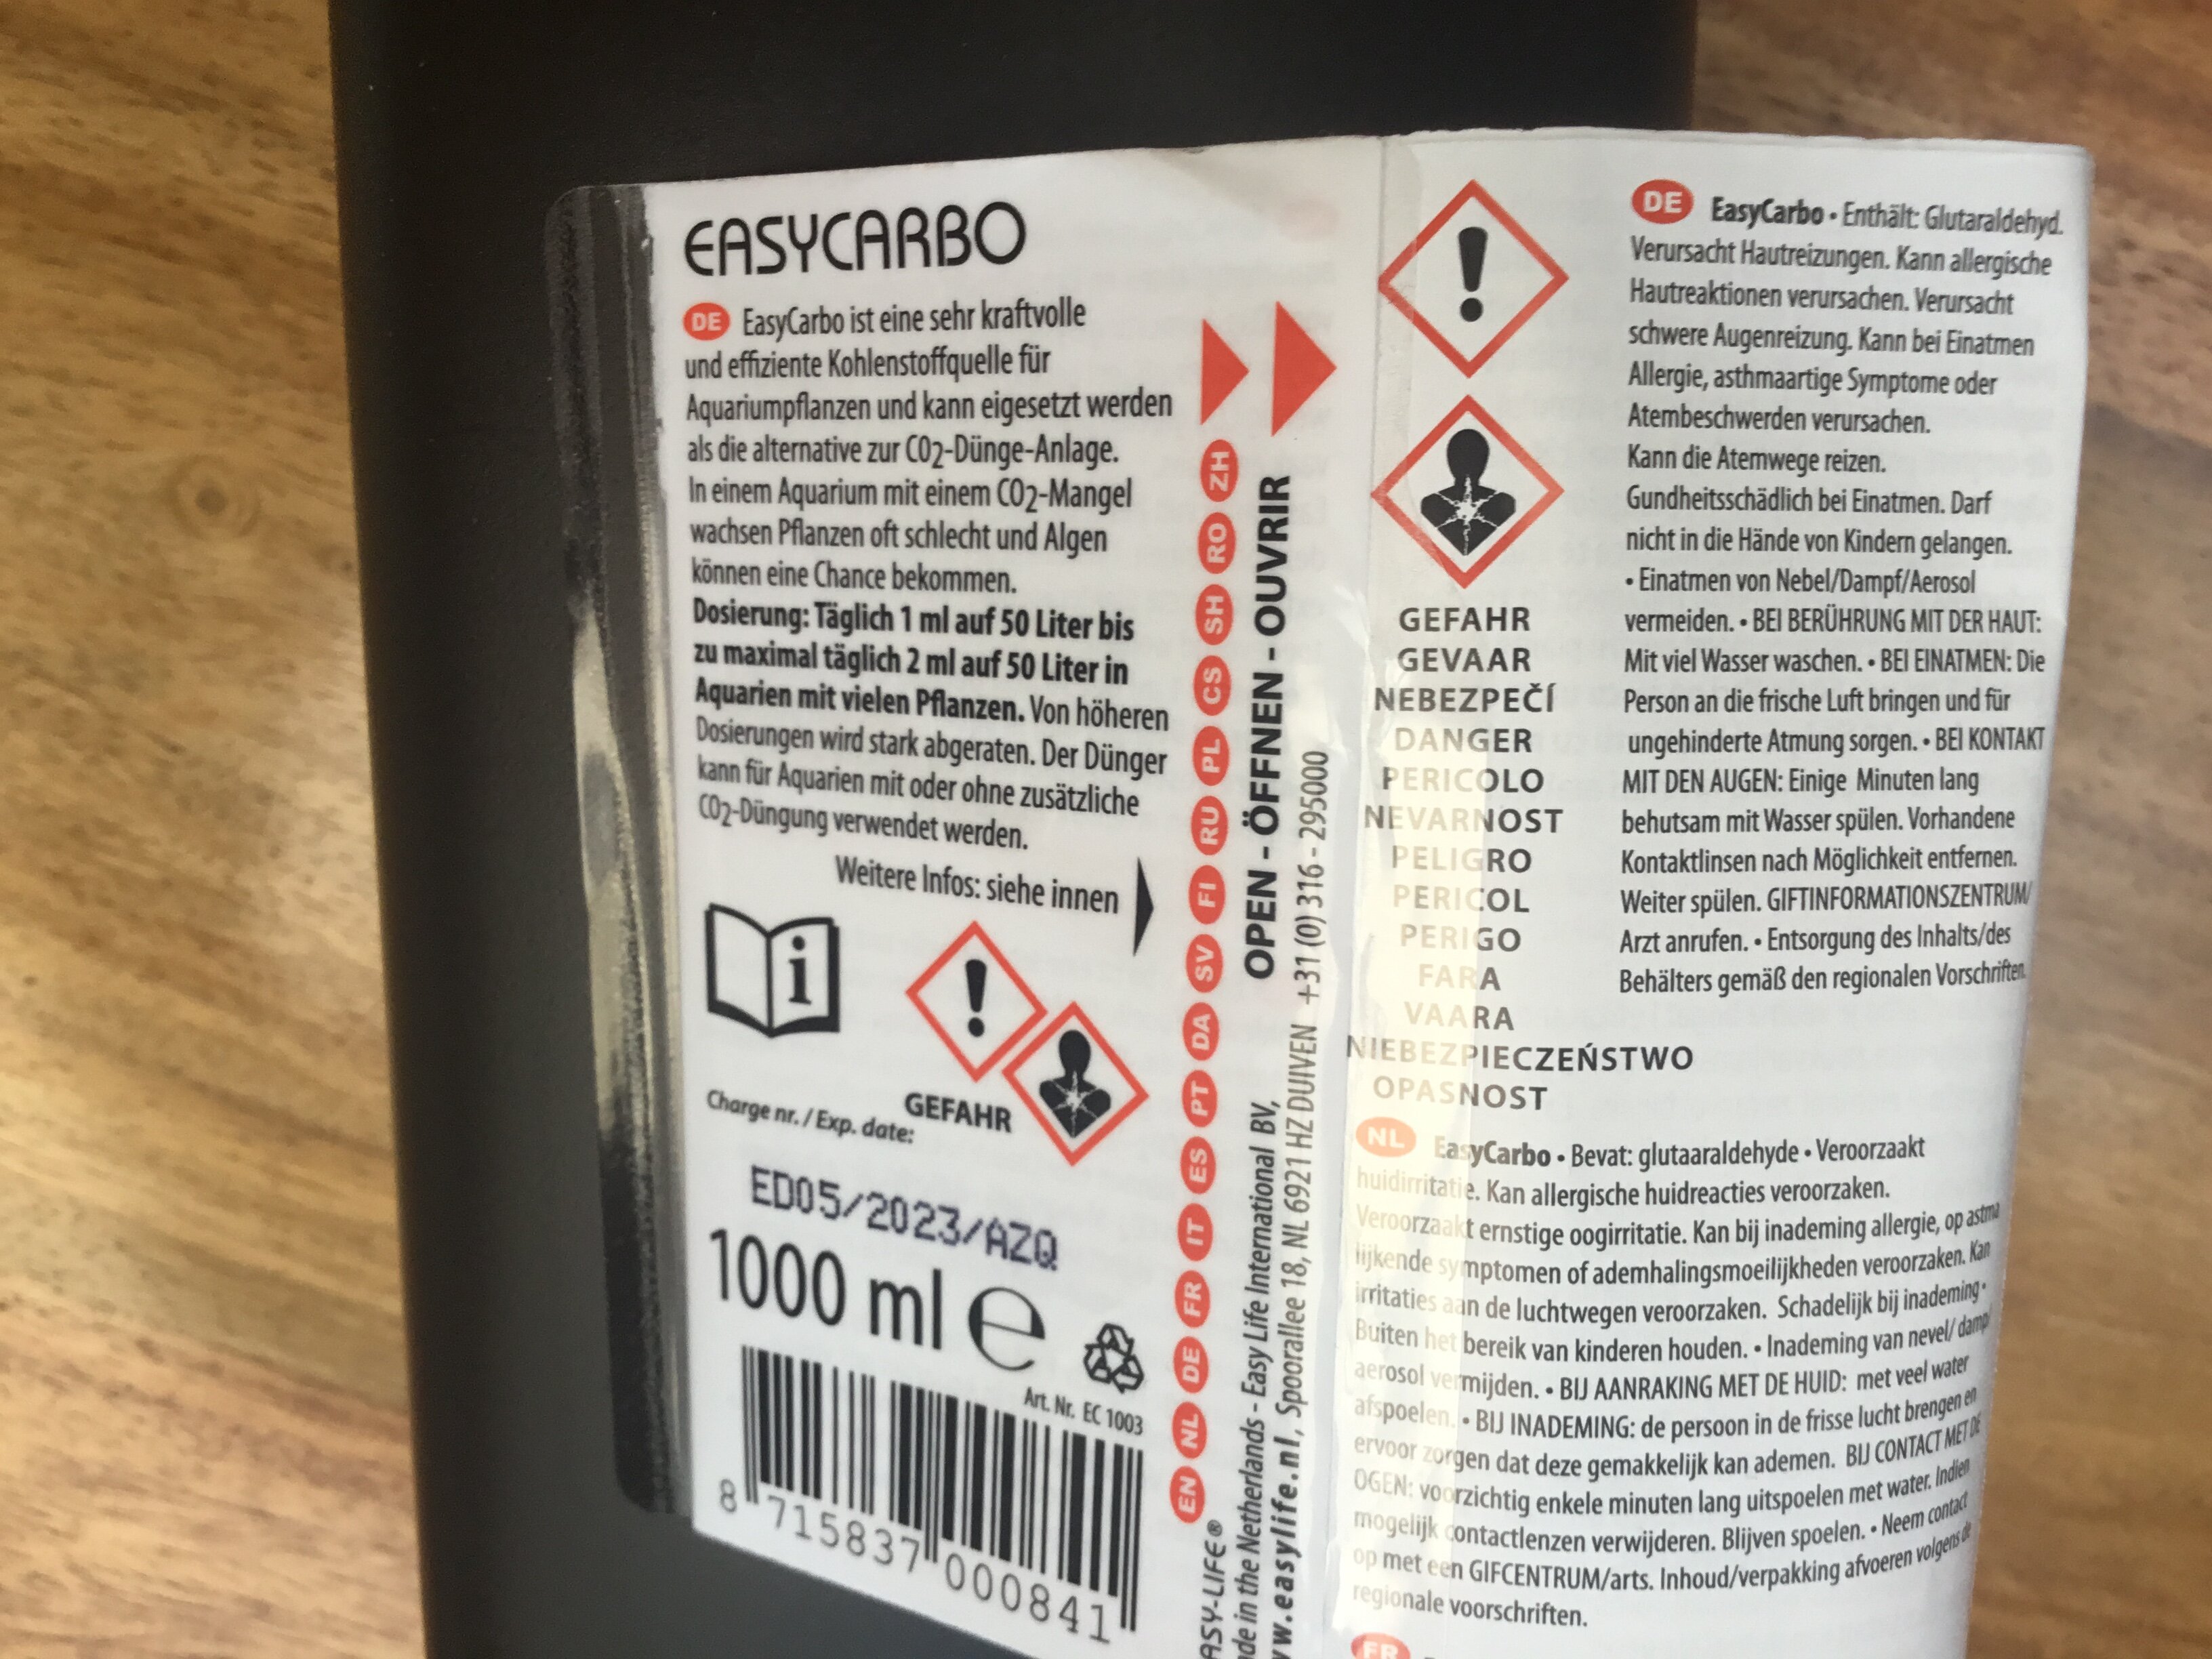 EASYCARBO
DE EasyCarbo ist eine sehr kraftvolle
und effiziente Kohlenstoffquelle für
Aquariumpflanzen und kann eigesetzt werden
als die alternative zur CO2-Dünge-Anlage.
In einem Aquarium mit einem CO2-Mangel
wachsen Pflanzen oft schlecht und Algen
können eine Chance bekommen.
Dosierung: Täglich 1 ml auf 50 Liter bis
zu maximal täglich 2 ml auf 50 Liter in
Aquarien mit vielen Pflanzen. Von höheren
Dosierungen wird stark abgeraten. Der Dünger
kann für Aquarien mit oder ohne zusätzliche
CO2-Düngung verwendet werden.
Weitere Infos: siehe innen
i
GEFAHR
Charge nr. / Exp. date:
ED05/2023/AZQ
1000 ml e
Art. Nr. EC 1003
8 715837 000841
EN NL DE FR IT ES PT DA SV FI RU PL CS SH RO ZH
OPEN - ÖFFNEN - OUVRIR
in the Netherlands - Easy Life International BV,
Spoorallee 18, NL 6921 HZ DUIVEN +31 (0) 316 - 295000
GEFAHR
GEVAAR
NEBEZPEČÍ
DANGER
PERICOLO
NEVARNOST
PELIGRO
PERICOL
PERIGO
FARA
VAARA
NIEBEZPIECZEŃSTWO
OPASNOST
DE EasyCarbo • Enthält: Glutaraldehyd.
Verursacht Hautreizungen. Kann allergische
Hautreaktionen verursachen. Verursacht
schwere Augenreizung. Kann bei Einatmen
Allergie, asthmaartige Symptome oder
Atembeschwerden verursachen.
Kann die Atemwege reizen.
Gundheitsschädlich bei Einatmen. Darf
nicht in die Hände von Kindern gelangen.
• Einatmen von Nebel/Dampf/Aerosol
vermeiden. • BEI BERÜHRUNG MIT DER HAUT:
Mit viel Wasser waschen. • BEI EINATMEN: Die
Person an die frische Luft bringen und für
ungehinderte Atmung sorgen. • BEI KONTAKT
MIT DEN AUGEN: Einige Minuten lang
behutsam mit Wasser spülen. Vorhandene
Kontaktlinsen nach Möglichkeit entfernen.
Weiter spülen. GIFTINFORMATIONSZENTRUM/
Arzt anrufen. • Entsorgung des Inhalts/des
Behälters gemäß den regionalen Vorschriften.
NL EasyCarbo • Bevat: glutaaraldehyde • Veroorzaakt
huidirritatie. Kan allergische huidreacties veroorzaken.
Veroorzaakt ernstige oogirritatie. Kan bij inademing allergie, op astma
lijkende symptomen of ademhalingsmoeilijkheden veroorzaken. Kan
irritaties aan de luchtwegen veroorzaken. Schadelijk bij inademing •
Buiten het bereik van kinderen houden. • Inademing van nevel/ damp/
aerosol vermijden. • BIJ AANRAKING MET DE HUID: met veel water
afspoelen. • BIJ INADEMING: de persoon in de frisse lucht brengen en
ervoor zorgen dat deze gemakkelijk kan ademen. BIJ CONTACT MET DE
OGEN: voorzichtig enkele minuten lang uitspoelen met water. Indien
mogelijk contactlenzen verwijderen. Blijven spoelen. • Neem contact
op met een GIFCENTRUM/arts. Inhoud/verpakking afvoeren volgens de
regionale voorschriften.
FR